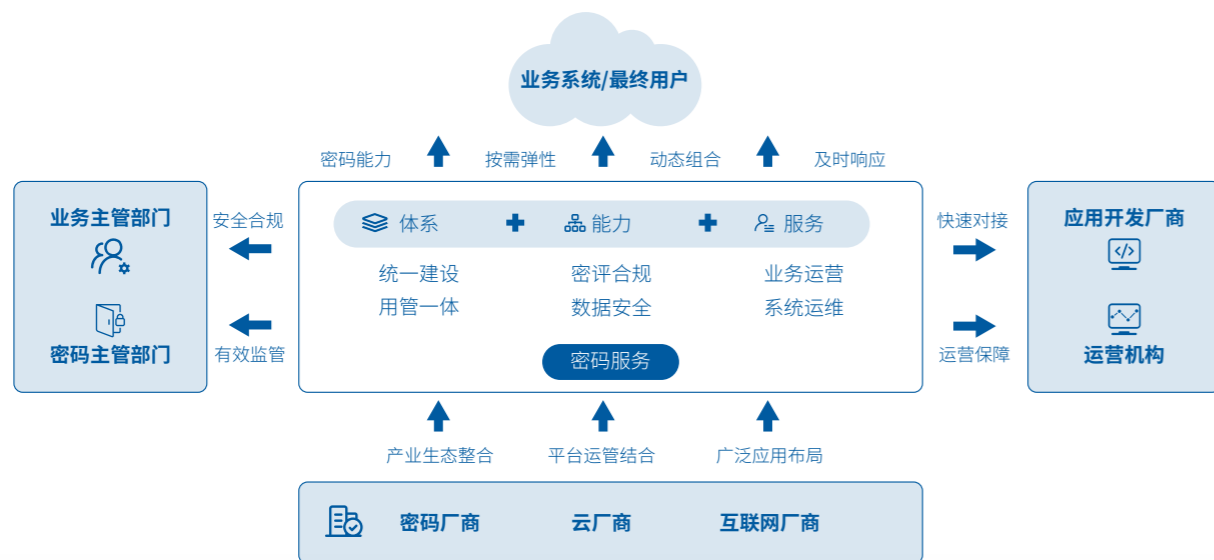 业务系统/最终用户
密码能力 按需弹性 动态组合 及时响应
业务主管部门
密码主管部门
安全合规
有效监管
体系 + 能力 + 服务
统一建设 密评合规 业务运营
用管一体 数据安全 系统运维
密码服务
快速对接
运营保障
应用开发厂商
运营机构
产业生态整合 平台运管结合 广泛应用布局
密码厂商 云厂商 互联网厂商